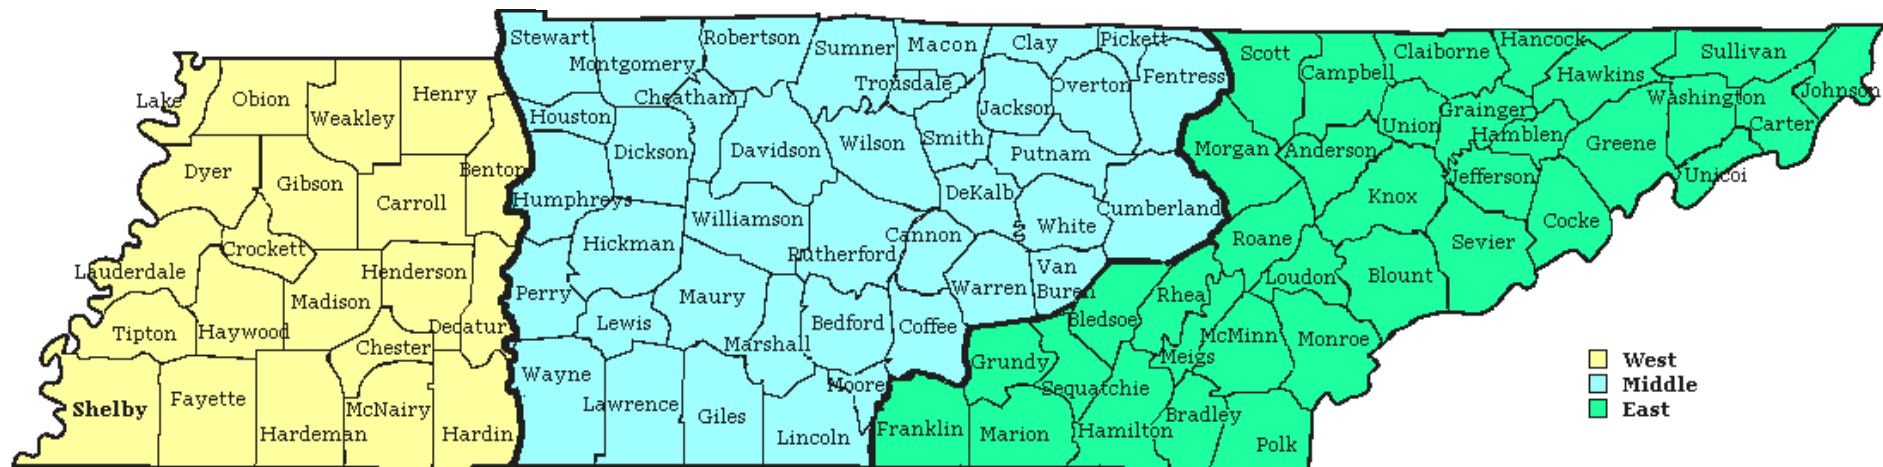 Stewart
Montgomery
Robertson
Sumner
Macon
Trousdale
Clay
Pickett
Overton
Fentress
Jackson
Scott
Campbell
Claiborne
Hancock
Hawkins
Sullivan
Johnson
Washington
Carter
Unicoi
Greene
Grainger
Hamblen
Union
Lake
Obion
Weakley
Henry
Benton
Houston
Cheatham
Dickson
Davidson
Wilson
Smith
Putnam
Morgan
Anderson
Knox
Jefferson
Cocke
Sevier
Dyer
Gibson
Carroll
Humphreys
Williamson
DeKalb
White
Cumberland
Roane
Loudon
Blount
Lauderdale
Crockett
Henderson
Madison
Hickman
Rutherford
Cannon
Warren
Van
Buren
Rhea
Bledsoe
McMinn
Meigs
Monroe
Tipton
Haywood
Chester
Decatur
Perry
Lewis
Maury
Marshall
Bedford
Coffee
Grundy
Sequatchie
Shelby
Fayette
Hardeman
McNairy
Hardin
Wayne
Lawrence
Giles
Lincoln
Moore
Franklin
Marion
Hamilton
Bradley
Polk
West
Middle
East